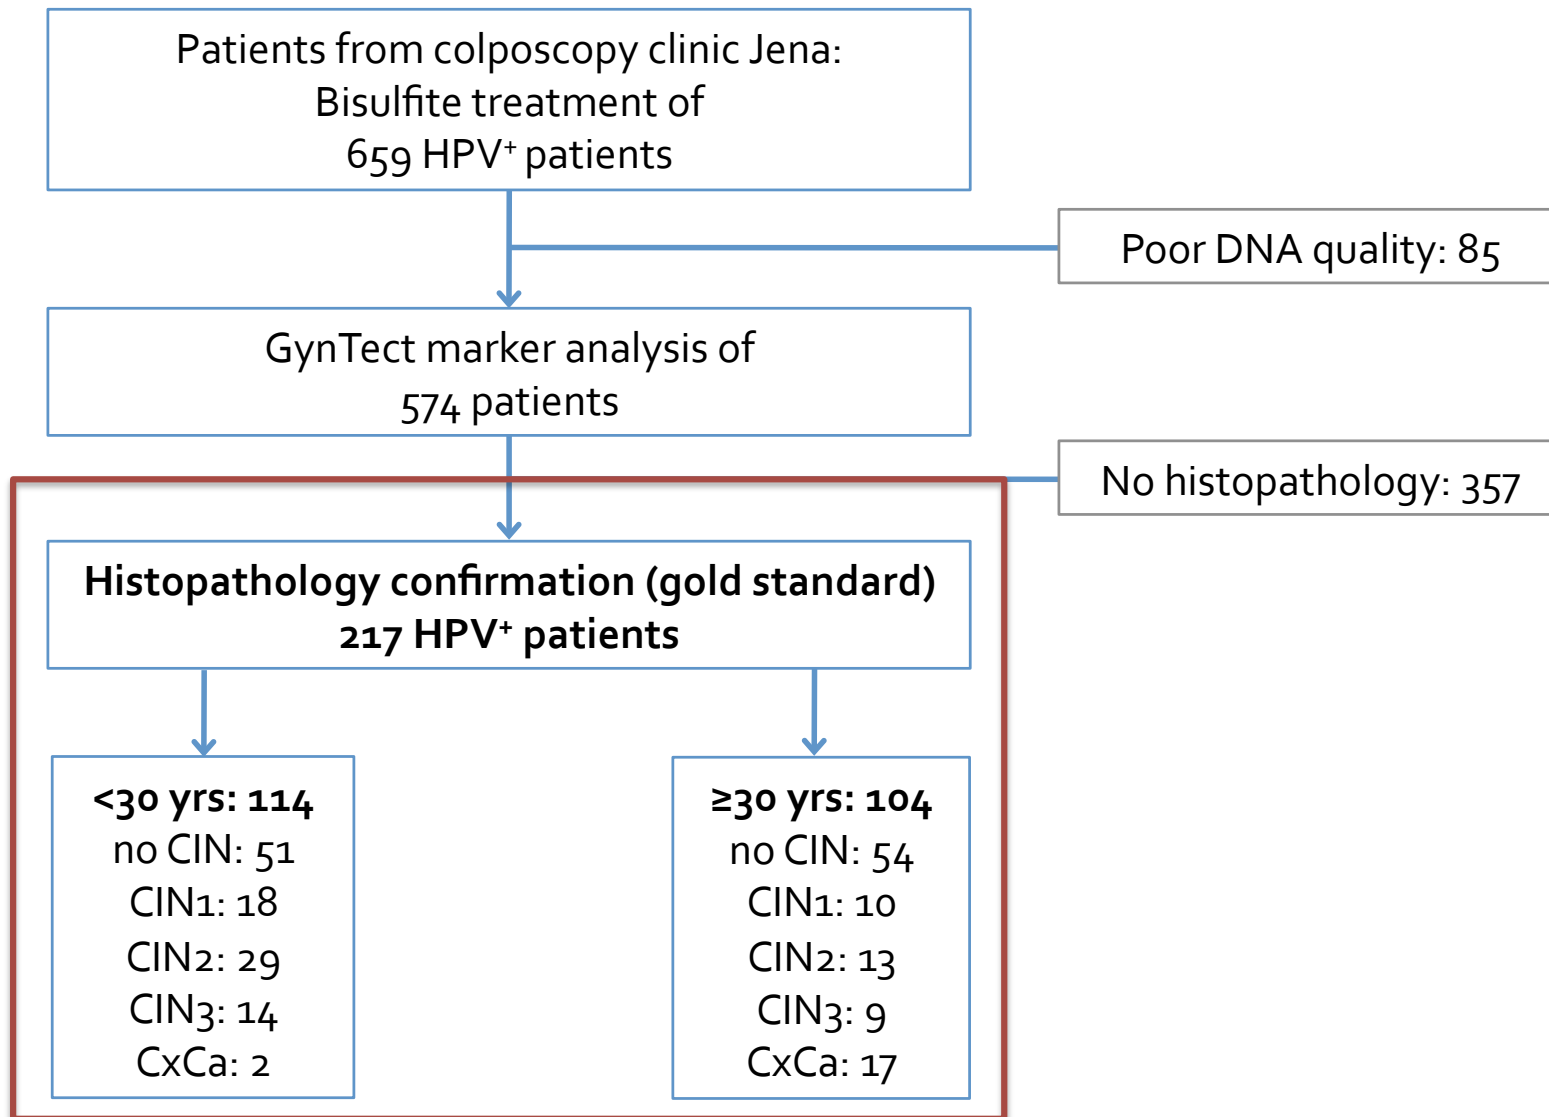 Patients from colposcopy clinic Jena:
Bisulfite treatment of
659 HPV⁺ patients
Poor DNA quality: 85
GynTect marker analysis of
574 patients
No histopathology: 357
Histopathology confirmation (gold standard)
217 HPV⁺ patients
<30 yrs: 114
no CIN: 51
CIN1: 18
CIN2: 29
CIN3: 14
CxCa: 2
≥30 yrs: 104
no CIN: 54
CIN1: 10
CIN2: 13
CIN3: 9
CxCa: 17